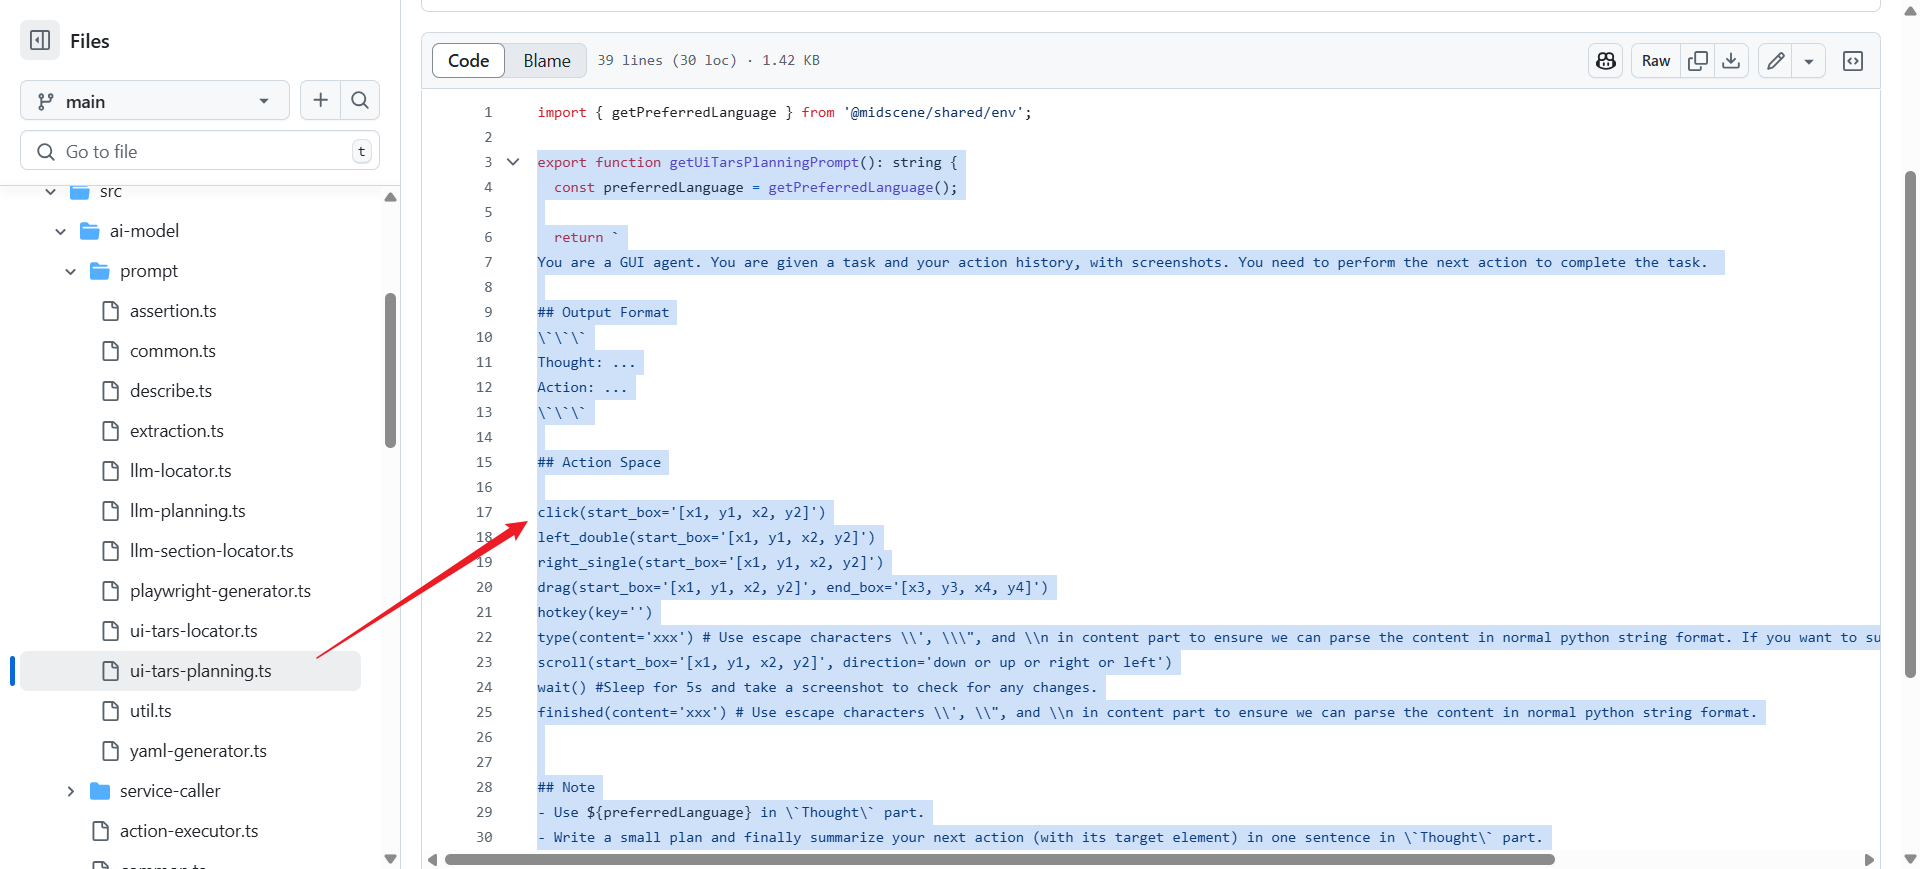 Files
main
Go to file
t
src
ai-model
prompt
assertion.ts
common.ts
describe.ts
extraction.ts
llm-locator.ts
llm-planning.ts
llm-section-locator.ts
playwright-generator.ts
ui-tars-locator.ts
ui-tars-planning.ts
util.ts
yaml-generator.ts
service-caller
action-executor.ts
common.ts
Code Blame 39 lines (30 loc) · 1.42 KB Raw
1 import { getPreferredLanguage } from '@midscene/shared/env';
2
3 export function getUiTarsPlanningPrompt(): string {
4 const preferredLanguage = getPreferredLanguage();
5
6 return `
7 You are a GUI agent. You are given a task and your action history, with screenshots. You need to perform the next action to complete the task.
8
9 ## Output Format
10 \`\`\`
11 Thought: ...
12 Action: ...
13 \`\`\`
14
15 ## Action Space
16
17 click(start_box='[x1, y1, x2, y2]')
18 left_double(start_box='[x1, y1, x2, y2]')
19 right_single(start_box='[x1, y1, x2, y2]')
20 drag(start_box='[x1, y1, x2, y2]', end_box='[x3, y3, x4, y4]')
21 hotkey(key='')
22 type(content='xxx') # Use escape characters \\', \\\", and \\n in content part to ensure we can parse the content in normal python string format. If you want to su
23 scroll(start_box='[x1, y1, x2, y2]', direction='down or up or right or left')
24 wait() #Sleep for 5s and take a screenshot to check for any changes.
25 finished(content='xxx') # Use escape characters \\', \\", and \\n in content part to ensure we can parse the content in normal python string format.
26
27
28 ## Note
29 - Use ${preferredLanguage} in \`Thought\` part.
30 - Write a small plan and finally summarize your next action (with its target element) in one sentence in \`Thought\` part.